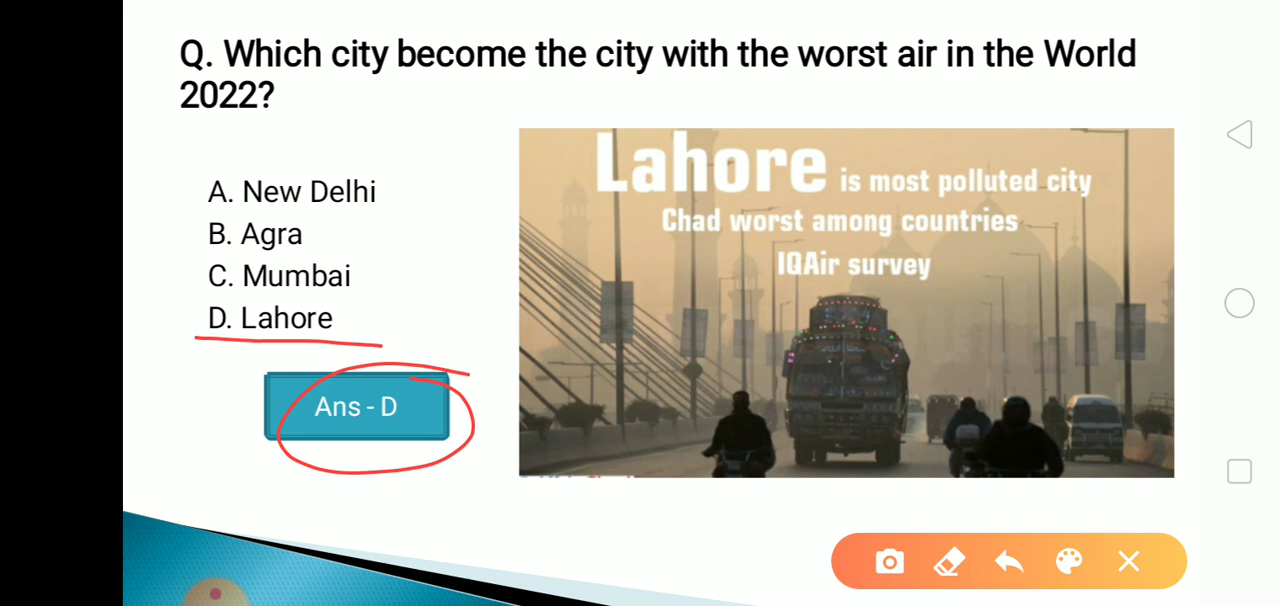 Q. Which city become the city with the worst air in the World
2022?
A. New Delhi
B. Agra
C. Mumbai
D. Lahore
Ans - D
Lahore is most polluted city
Chad worst among countries
IQAir survey